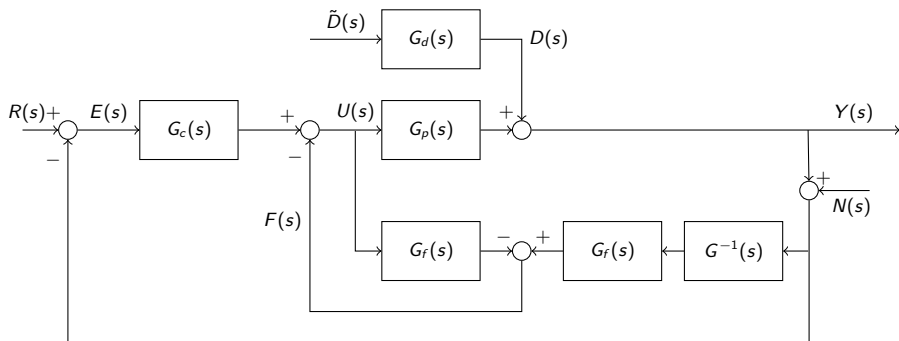 D̃(s)
G_d(s)
D(s)
R(s)+
E(s)
G_c(s)
+
U(s)
G_p(s)
+
Y(s)
−
−
+
N(s)
F(s)
G_f(s)
−
+
G_f(s)
G⁻¹(s)